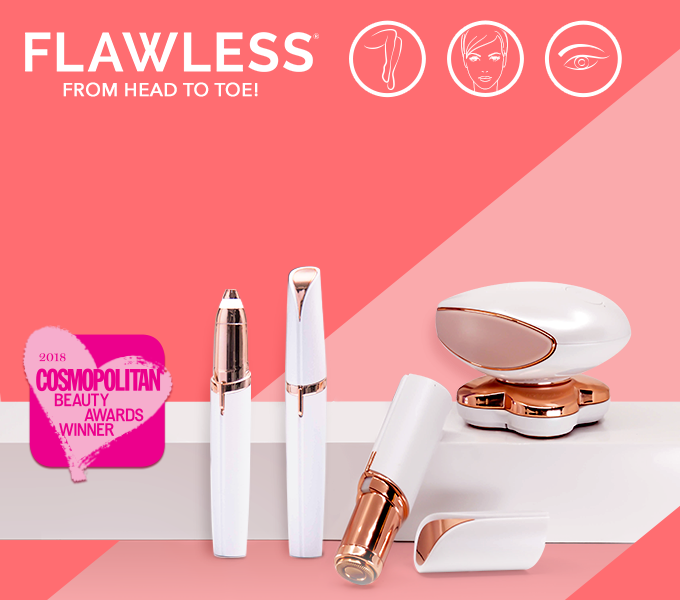 FLAWLESS®
FROM HEAD TO TOE!
2018
COSMOPOLITAN
BEAUTY
AWARDS
WINNER